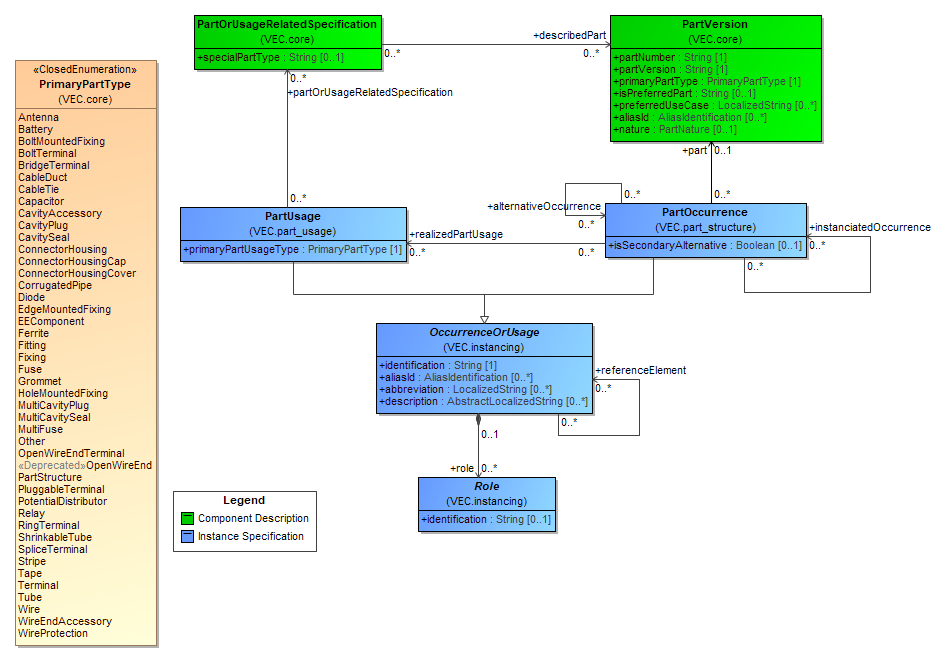 «ClosedEnumeration»
PrimaryPartType
(VEC.core)
Antenna
Battery
BoltMountedFixing
BoltTerminal
BridgeTerminal
CableDuct
CableTie
Capacitor
CavityAccessory
CavityPlug
CavitySeal
ConnectorHousing
ConnectorHousingCap
ConnectorHousingCover
CorrugatedPipe
Diode
EdgeMountedFixing
EEComponent
Ferrite
Fitting
Fixing
Fuse
Grommet
HoleMountedFixing
MultiCavityPlug
MultiCavitySeal
MultiFuse
Other
OpenWireEndTerminal
«Deprecated»OpenWireEnd
PartStructure
PluggableTerminal
PotentialDistributor
Relay
RingTerminal
ShrinkableTube
SpliceTerminal
Stripe
Tape
Terminal
Tube
Wire
WireEndAccessory
WireProtection
PartOrUsageRelatedSpecification
(VEC.core)
+specialPartType : String [0..1]
0..*
+describedPart
0..*
PartVersion
(VEC.core)
+partNumber : String [1]
+partVersion : String [1]
+primaryPartType : PrimaryPartType [1]
+isPreferredPart : String [0..1]
+preferredUseCase : LocalizedString [0..*]
+aliasId : AliasIdentification [0..*]
+nature : PartNature [0..1]
0..*
+partOrUsageRelatedSpecification
0..*
+part
0..1
0..*
PartUsage
(VEC.part_usage)
+primaryPartUsageType : PrimaryPartType [1]
+realizedPartUsage
0..*
0..*
+alternativeOccurrence
0..*
0..*
PartOccurrence
(VEC.part_structure)
+isSecondaryAlternative : Boolean [0..1]
+instanciatedOccurrence
0..*
0..*
OccurrenceOrUsage
(VEC.instancing)
+identification : String [1]
+aliasId : AliasIdentification [0..*]
+abbreviation : LocalizedString [0..*]
+description : AbstractLocalizedString [0..*]
+referenceElement
0..*
0..*
0..1
+role
0..*
Role
(VEC.instancing)
+identification : String [0..1]
Legend
Component Description
Instance Specification